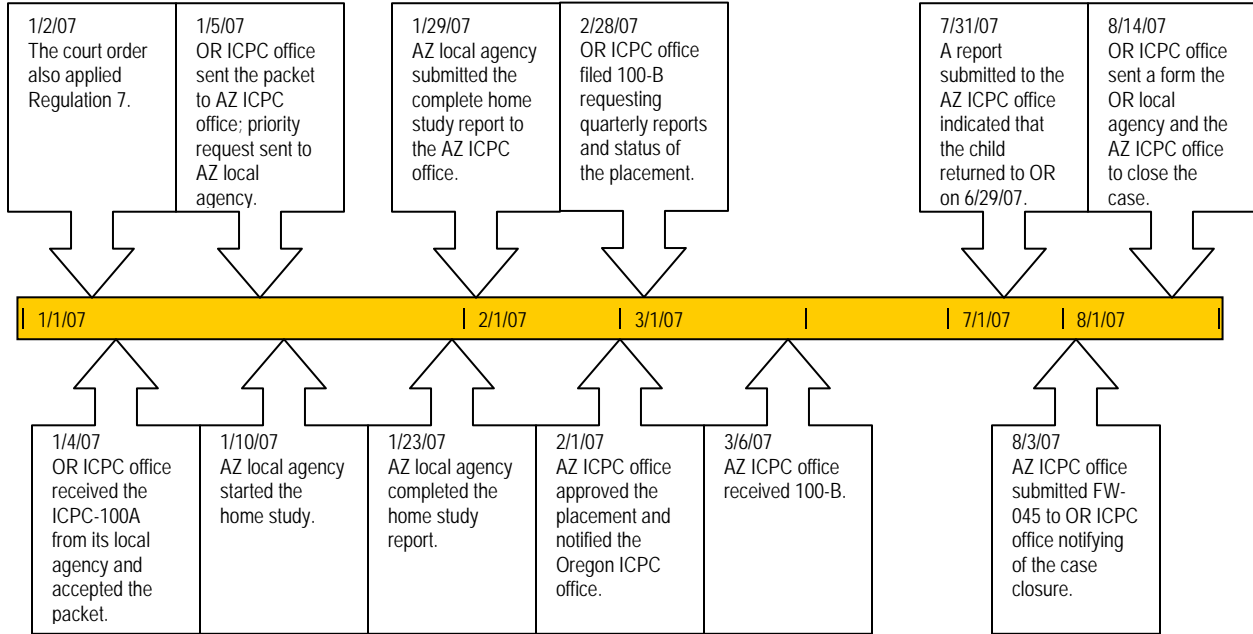 1/2/07
The court order
also applied
Regulation 7.
1/5/07
OR ICPC office
sent the packet
to AZ ICPC
office; priority
request sent to
AZ local
agency.
1/29/07
AZ local agency
submitted the
complete home
study report to
the AZ ICPC
office.
2/28/07
OR ICPC office
filed 100-B
requesting
quarterly reports
and status of
the placement.
7/31/07
A report
submitted to the
AZ ICPC office
indicated that
the child
returned to OR
on 6/29/07.
8/14/07
OR ICPC office
sent a form the
OR local
agency and the
AZ ICPC office
to close the
case.
1/1/07
2/1/07
3/1/07
7/1/07
8/1/07
1/4/07
OR ICPC office
received the
ICPC-100A
from its local
agency and
accepted the
packet.
1/10/07
AZ local agency
started the
home study.
1/23/07
AZ local agency
completed the
home study
report.
2/1/07
AZ ICPC office
approved the
placement and
notified the
Oregon ICPC
office.
3/6/07
AZ ICPC office
received 100-B.
8/3/07
AZ ICPC office
submitted FW-
045 to OR ICPC
office notifying
of the case
closure.